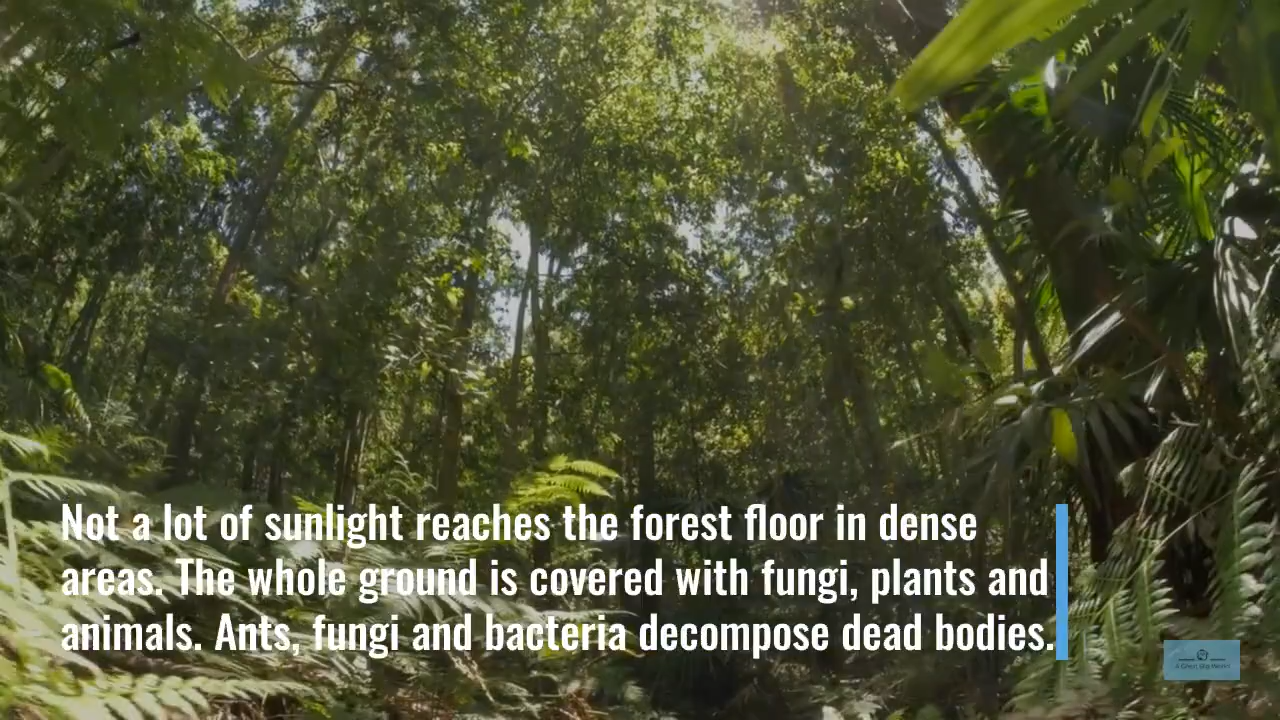 Not a lot of sunlight reaches the forest floor in dense
areas. The whole ground is covered with fungi, plants and
animals. Ants, fungi and bacteria decompose dead bodies.